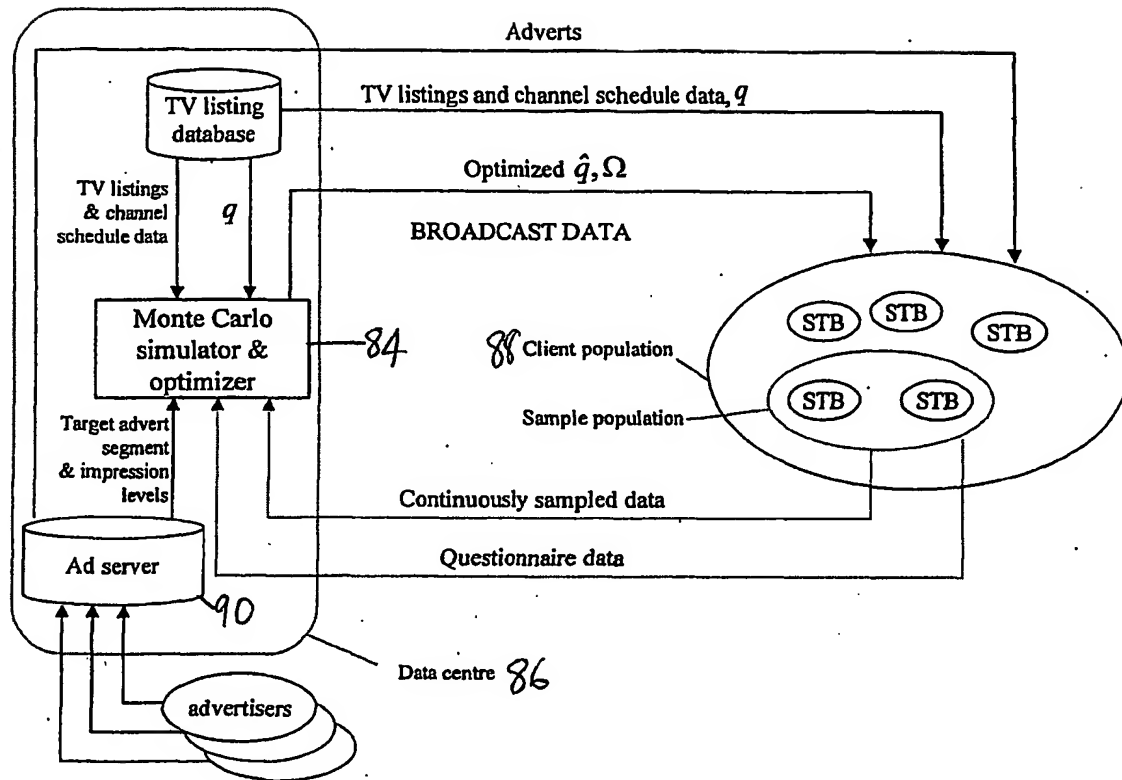 Adverts
TV listing
database
TV listings and channel schedule data, q
TV listings
& channel
schedule data
q
Optimized q̂, Ω
BROADCAST DATA
Monte Carlo
simulator &
optimizer
84
88 Client population
STB
STB
STB
Sample population
STB
STB
Target advert
segment
& impression
levels
Continuously sampled data
Ad server
Questionnaire data
90
Data centre 86
advertisers